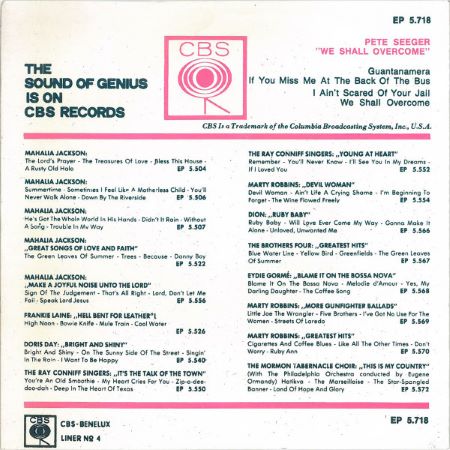 EP 5.718
CBS
PETE SEEGER
"WE SHALL OVERCOME"
THE
SOUND OF GENIUS
IS ON
CBS RECORDS
Guantanamera
If You Miss Me At The Back Of The Bus
I Ain't Scared Of Your Jail
We Shall Overcome
CBS Is a Trademark of the Columbia Broadcasting System, Inc., U.S.A.
MAHALIA JACKSON:
The Lord's Prayer - The Treasures Of Love - Bless This House -
A Rusty Old Halo EP 5.504
MAHALIA JACKSON:
Summertime - Sometimes I Feel Like A Motherless Child - You'll
Never Walk Alone - Down By The Riverside EP 5.506
MAHALIA JACKSON:
He's Got The Whole World In His Hands - Didn't It Rain - Without
A Song - Trouble In My Way EP 5.507
MAHALIA JACKSON:
„GREAT SONGS OF LOVE AND FAITH"
The Green Leaves Of Summer - Trees - Because - Danny Boy
EP 5.522
MAHALIA JACKSON:
„MAKE A JOYFUL NOISE UNTO THE LORD"
Sign Of The Judgement - That's All Right - Lord, Don't Let Me
Fail - Speak Lord Jesus EP 5.556
FRANKIE LAINE: „HELL BENT FOR LEATHER"!
High Noon - Bowie Knife - Mule Train - Cool Water
EP 5.526
DORIS DAY: „BRIGHT AND SHINY"
Bright And Shiny - On The Sunny Side Of The Street - Singin'
In The Rain - I Want To Be Happy EP 5.540
THE RAY CONNIFF SINGERS: „IT'S THE TALK OF THE TOWN"
You're An Old Smoothie - My Heart Cries For You - Zip-a-dee-
doo-dah - Deep In The Heart Of Texas EP 5.550
THE RAY CONNIFF SINGERS: „YOUNG AT HEART"
Remember - You'll Never Know - I'll See You In My Dreams -
If I Loved You EP 5.552
MARTY ROBBINS: „DEVIL WOMAN"
Devil Woman - Ain't Life A Crying Shame - I'm Beginning To
Forget - The Wine Flowed Freely EP 5.554
DION: „RUBY BABY"
Ruby Baby - Will Love Ever Come My Way - Gonna Make It
Alone - Unloved, Unwanted Me EP 5.566
THE BROTHERS FOUR: „GREATEST HITS"
Blue Water Line - Yellow Bird - Greenfields - The Green Leaves
Of Summer EP 5.567
EYDIE GORMÉ: „BLAME IT ON THE BOSSA NOVA"
Blame It On The Bossa Nova - Melodie d'Amour - Yes, My
Darling Daughter - The Coffee Song EP 5.568
MARTY ROBBINS: „MORE GUNFIGHTER BALLADS"
Little Joe The Wrangler - Five Brothers - I've Got No Use For The
Women - Streets Of Laredo EP 5.569
MARTY ROBBINS: „GREATEST HITS"
Cigarettes And Coffee Blues - Like All The Other Times - Don't
Worry - Ruby Ann EP 5.570
THE MORMON TABERNACLE CHOIR: „THIS IS MY COUNTRY"
(With The Philadelphia Orchestra conducted by Eugene
Ormandy) Hatikva - The Marseillaise - The Star-Spangled
Banner - Land Of Hope And Glory EP 5.572
CBS
CBS-BENELUX
LINER Nº 4
EP 5.718